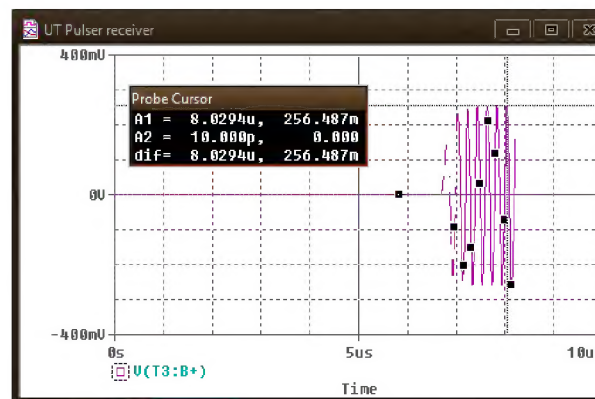 UT Pulser receiver
400mV
Probe Cursor
A1 = 8.0294u, 256.487m
A2 = 10.000p, 0.000
dif= 8.0294u, 256.487m
0V
-400mV
0s 5us 10u
V(T3:B+)
Time